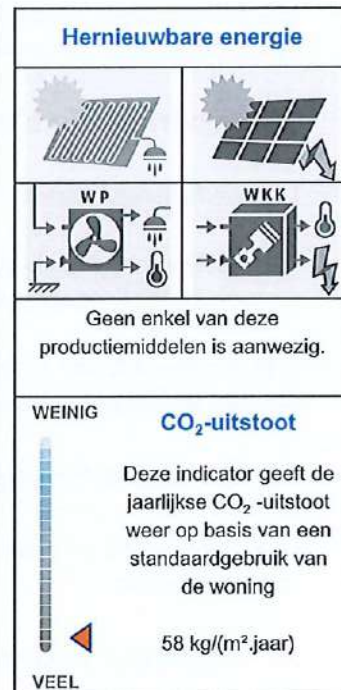 Hernieuwbare energie
WP
WKK
Geen enkel van deze
productiemiddelen is aanwezig.
WEINIG
CO₂-uitstoot
Deze indicator geeft de
jaarlijkse CO₂ -uitstoot
weer op basis van een
standaardgebruik van
de woning
58 kg/(m².jaar)
VEEL